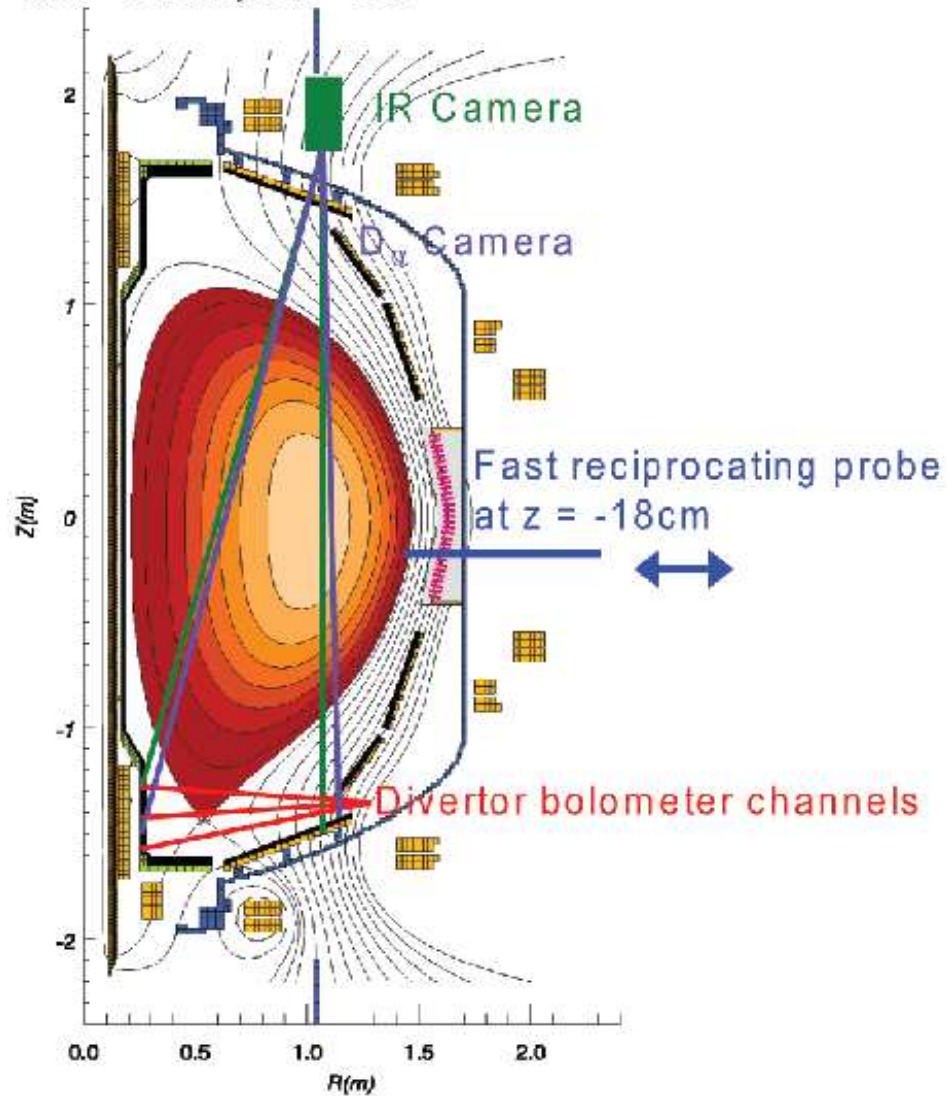 2
IR Camera
Dα Camera
1
Fast reciprocating probe
at z = -18cm
Z(m)
0
-1
Divertor bolometer channels
-2
0.0 0.5 1.0 1.5 2.0
R(m)